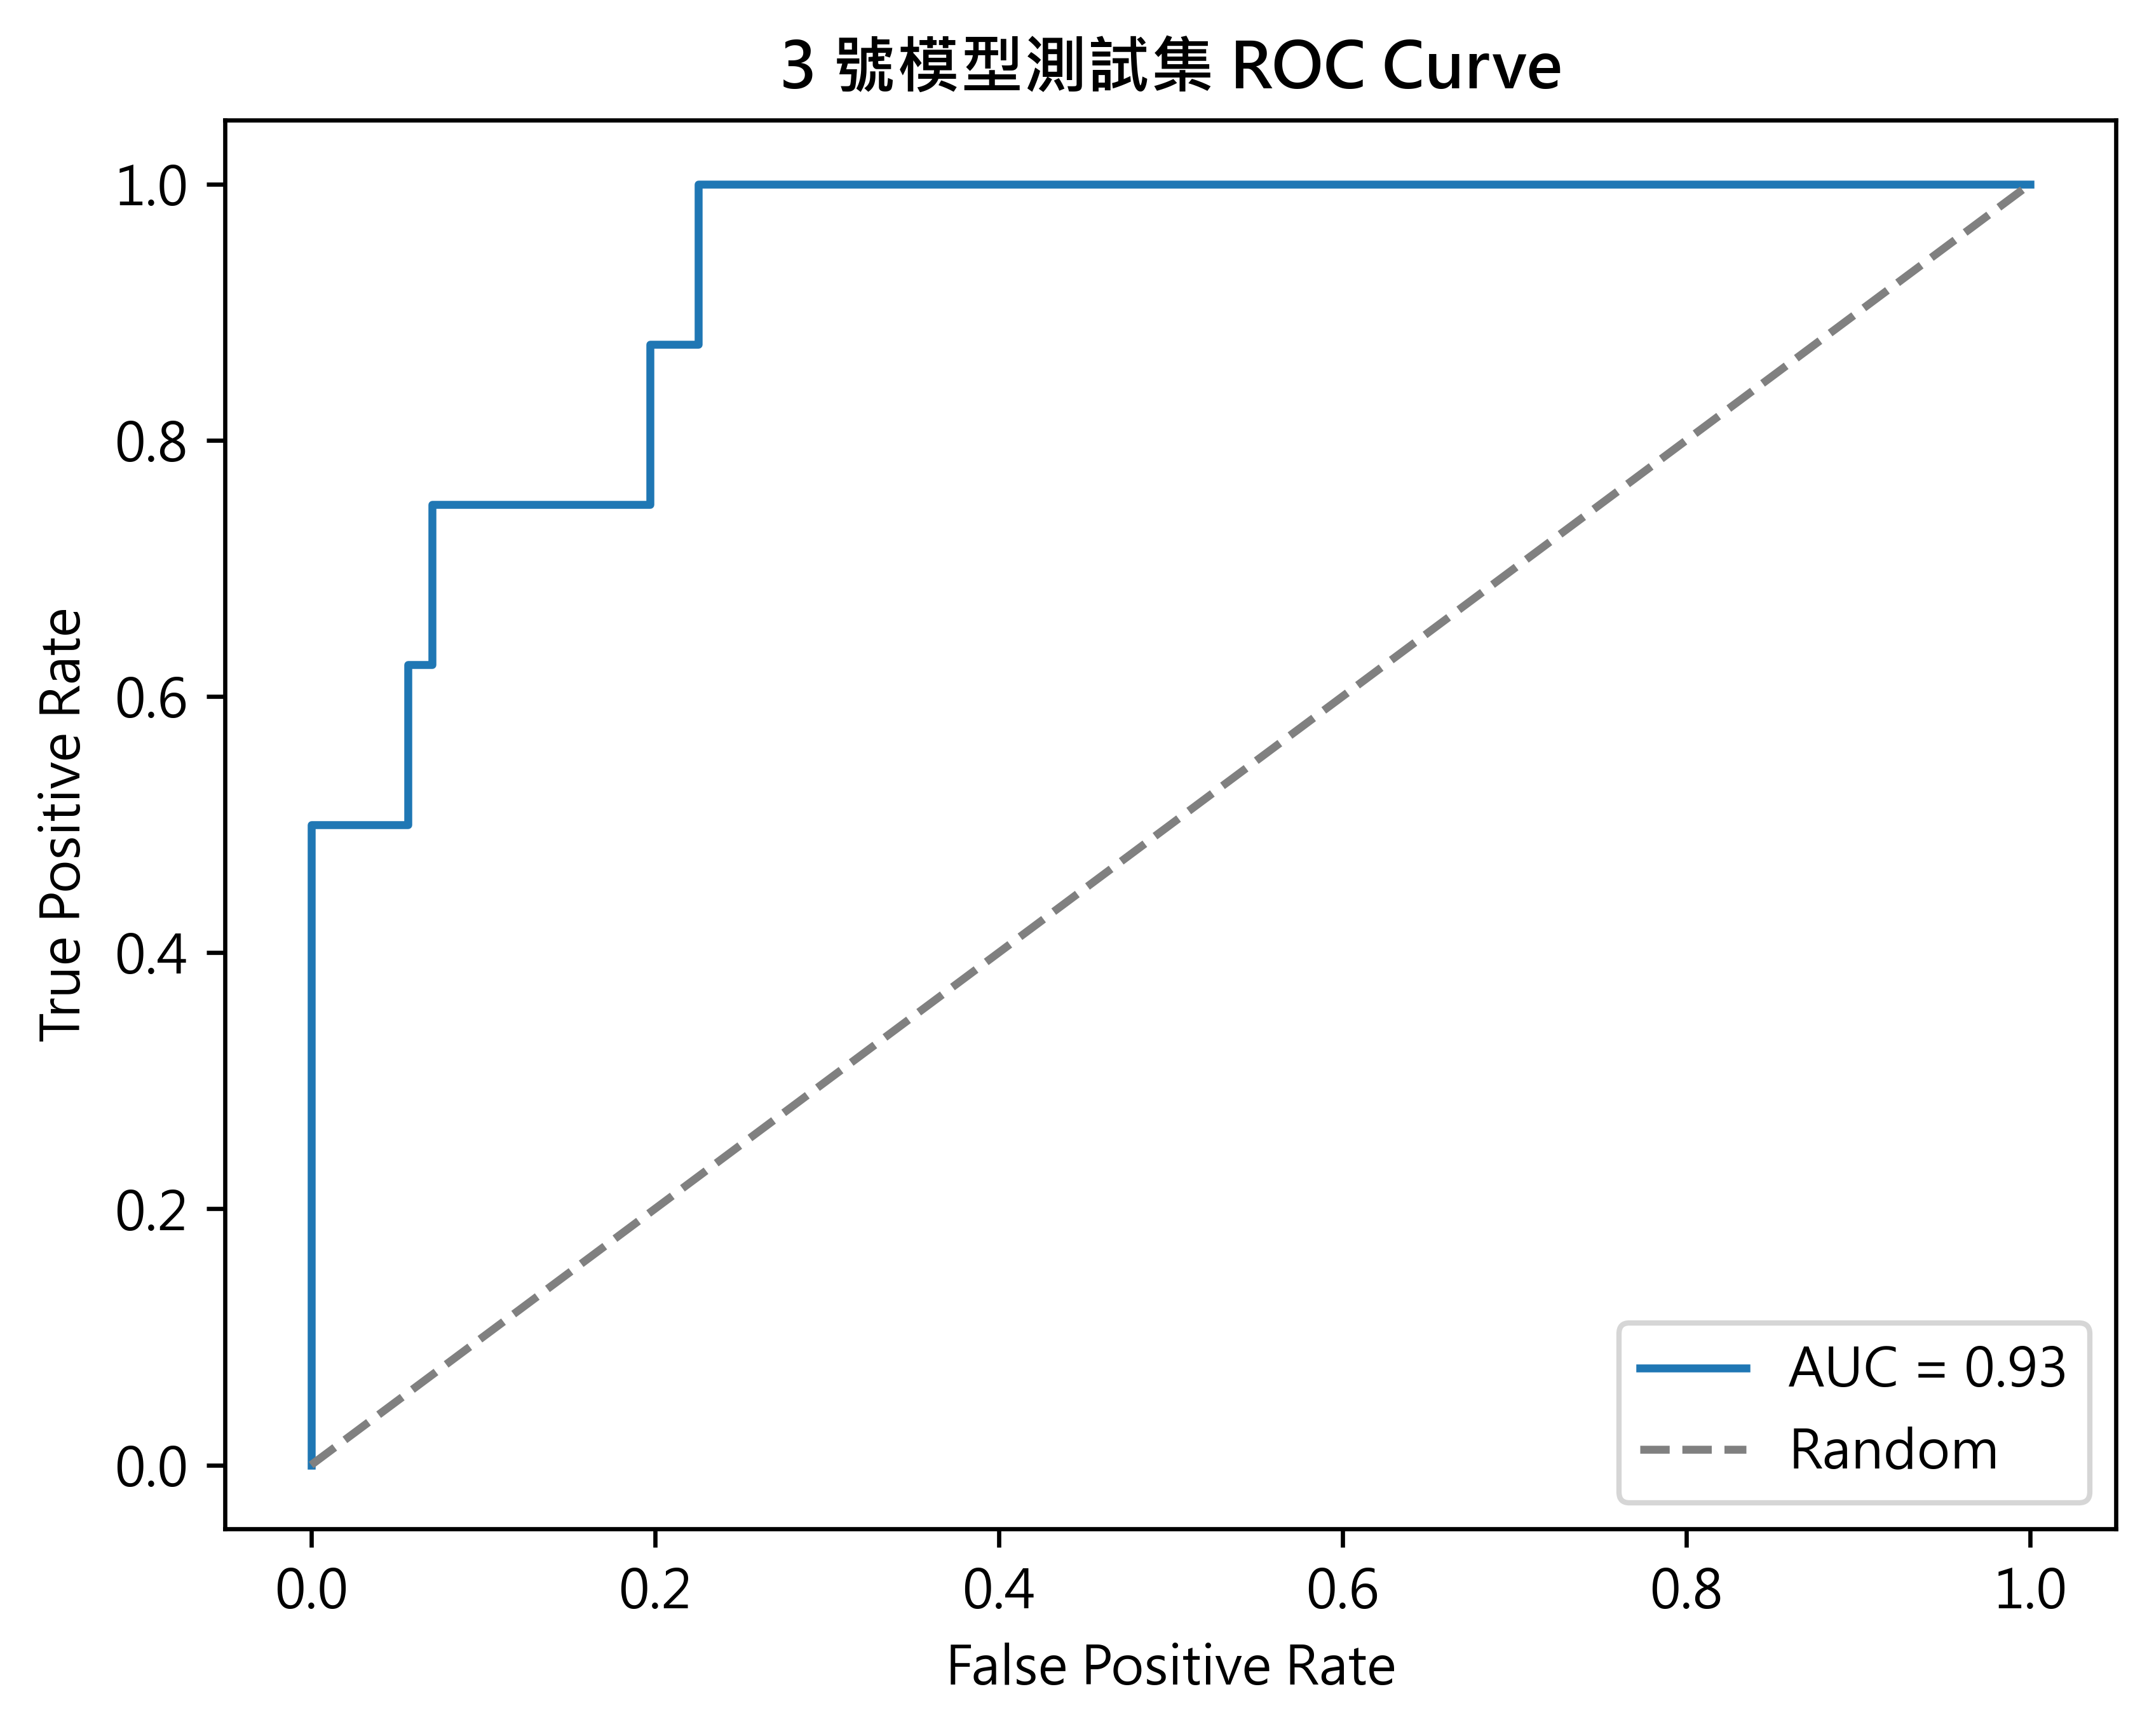 3 號模型測試集 ROC Curve
True Positive Rate
1.0
0.8
0.6
0.4
0.2
0.0
0.0 0.2 0.4 0.6 0.8 1.0
False Positive Rate
AUC = 0.93
Random